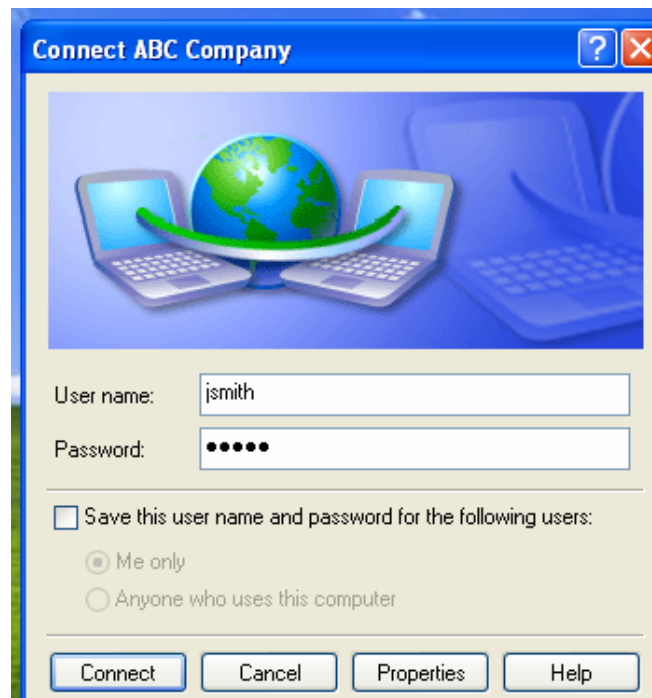 Connect ABC Company
User name:
jsmith
Password:
•••••
Save this user name and password for the following users:
Me only
Anyone who uses this computer
Connect
Cancel
Properties
Help